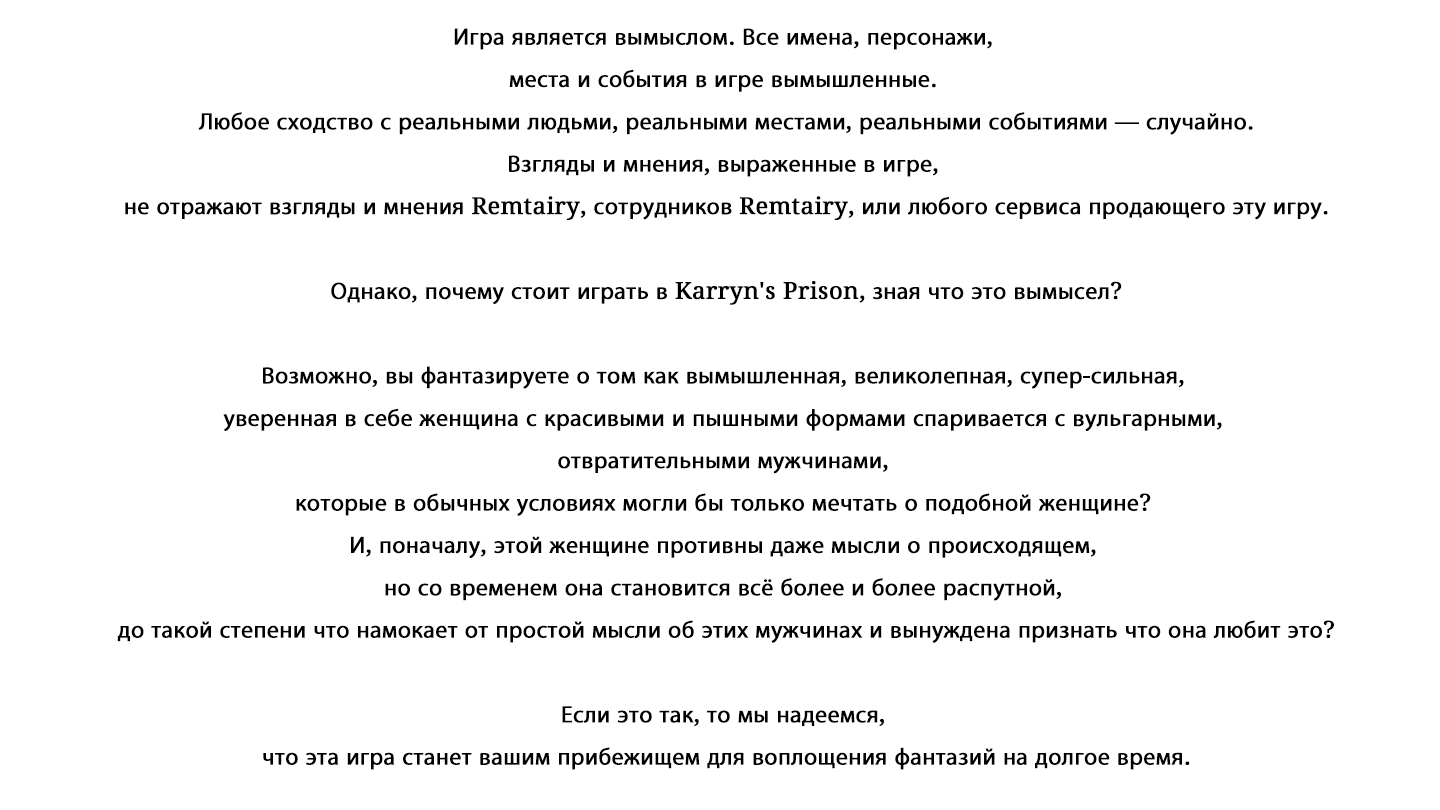 Игра является вымыслом. Все имена, персонажи,
места и события в игре вымышленные.
Любое сходство с реальными людьми, реальными местами, реальными событиями — случайно.
Взгляды и мнения, выраженные в игре,
не отражают взгляды и мнения Remtairy, сотрудников Remtairy, или любого сервиса продающего эту игру.
Однако, почему стоит играть в Karryn's Prison, зная что это вымысел?
Возможно, вы фантазируете о том как вымышленная, великолепная, супер-сильная,
уверенная в себе женщина с красивыми и пышными формами спаривается с вульгарными,
отвратительными мужчинами,
которые в обычных условиях могли бы только мечтать о подобной женщине?
И, поначалу, этой женщине противны даже мысли о происходящем,
но со временем она становится всё более и более распутной,
до такой степени что намокает от простой мысли об этих мужчинах и вынуждена признать что она любит это?
Если это так, то мы надеемся,
что эта игра станет вашим прибежищем для воплощения фантазий на долгое время.